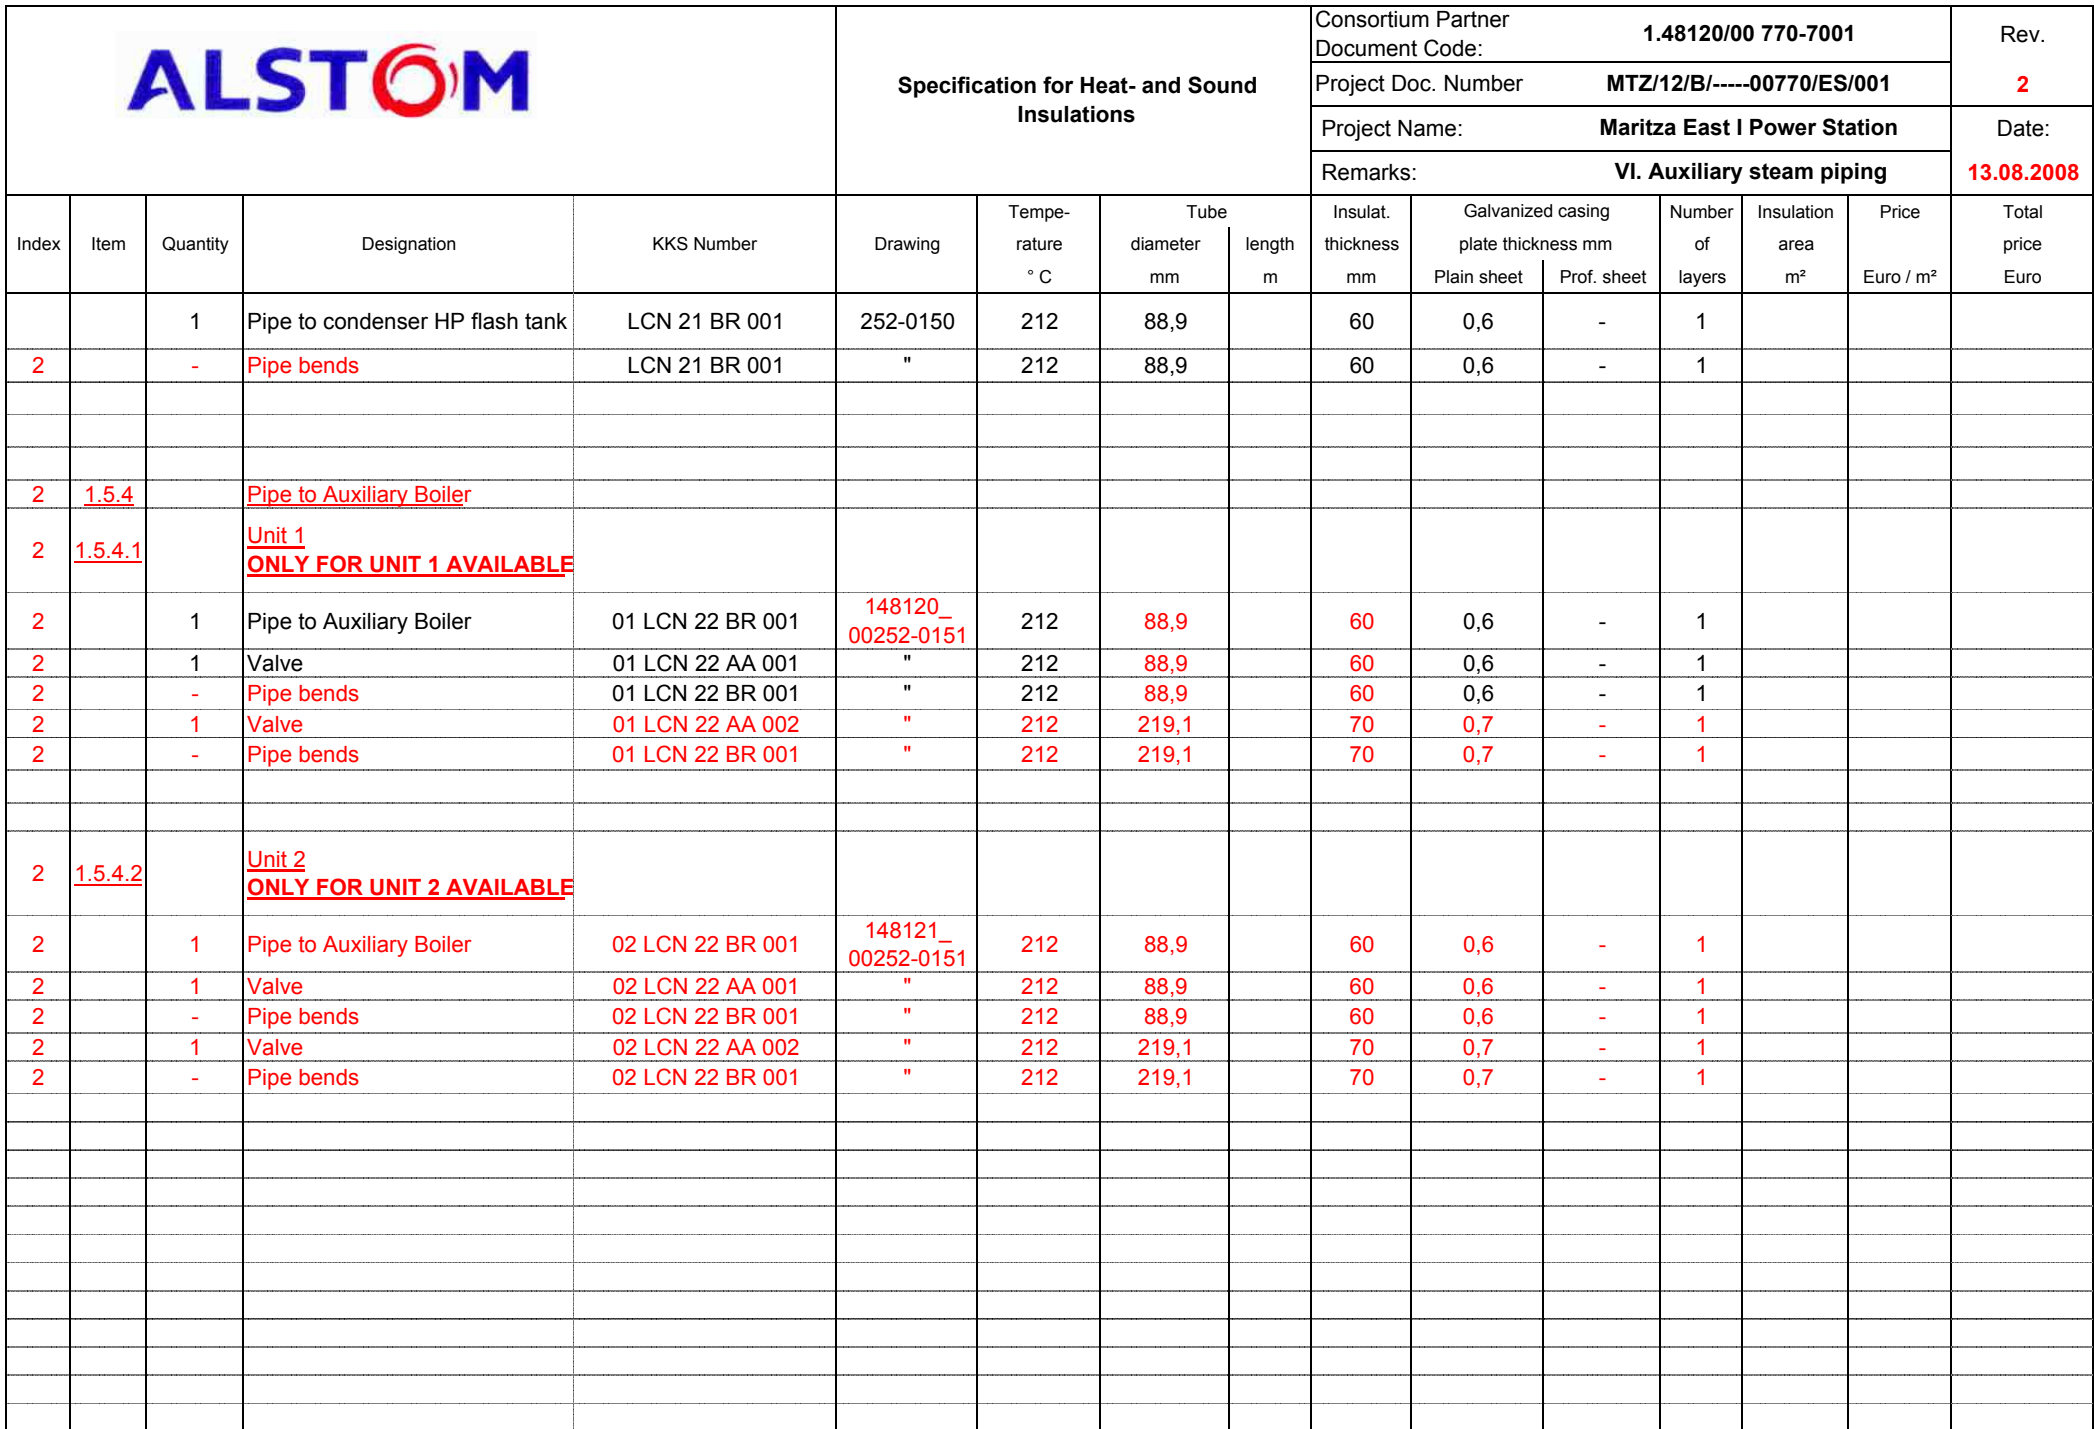 ALSTOM
Specification for Heat- and Sound
Insulations
Consortium Partner
Document Code:
1.48120/00 770-7001
Rev.
Project Doc. Number MTZ/12/B/-----00770/ES/001 2
Project Name: Maritza East I Power Station Date:
Remarks: VI. Auxiliary steam piping 13.08.2008
Tempe- Tube Insulat. Galvanized casing Number Insulation Price Total
Index Item Quantity Designation KKS Number Drawing rature diameter length thickness plate thickness mm of area price
° C mm m mm Plain sheet Prof. sheet layers m² Euro / m² Euro
1 Pipe to condenser HP flash tank LCN 21 BR 001 252-0150 212 88,9 60 0,6 - 1
2 - Pipe bends LCN 21 BR 001 " 212 88,9 60 0,6 - 1
2 1.5.4 Pipe to Auxiliary Boiler
2 1.5.4.1 Unit 1
ONLY FOR UNIT 1 AVAILABLE
2 1 Pipe to Auxiliary Boiler 01 LCN 22 BR 001 148120_
00252-0151 212 88,9 60 0,6 - 1
2 1 Valve 01 LCN 22 AA 001 " 212 88,9 60 0,6 - 1
2 - Pipe bends 01 LCN 22 BR 001 " 212 88,9 60 0,6 - 1
2 1 Valve 01 LCN 22 AA 002 " 212 219,1 70 0,7 - 1
2 - Pipe bends 01 LCN 22 BR 001 " 212 219,1 70 0,7 - 1
2 1.5.4.2 Unit 2
ONLY FOR UNIT 2 AVAILABLE
2 1 Pipe to Auxiliary Boiler 02 LCN 22 BR 001 148121_
00252-0151 212 88,9 60 0,6 - 1
2 1 Valve 02 LCN 22 AA 001 " 212 88,9 60 0,6 - 1
2 - Pipe bends 02 LCN 22 BR 001 " 212 88,9 60 0,6 - 1
2 1 Valve 02 LCN 22 AA 002 " 212 219,1 70 0,7 - 1
2 - Pipe bends 02 LCN 22 BR 001 " 212 219,1 70 0,7 - 1